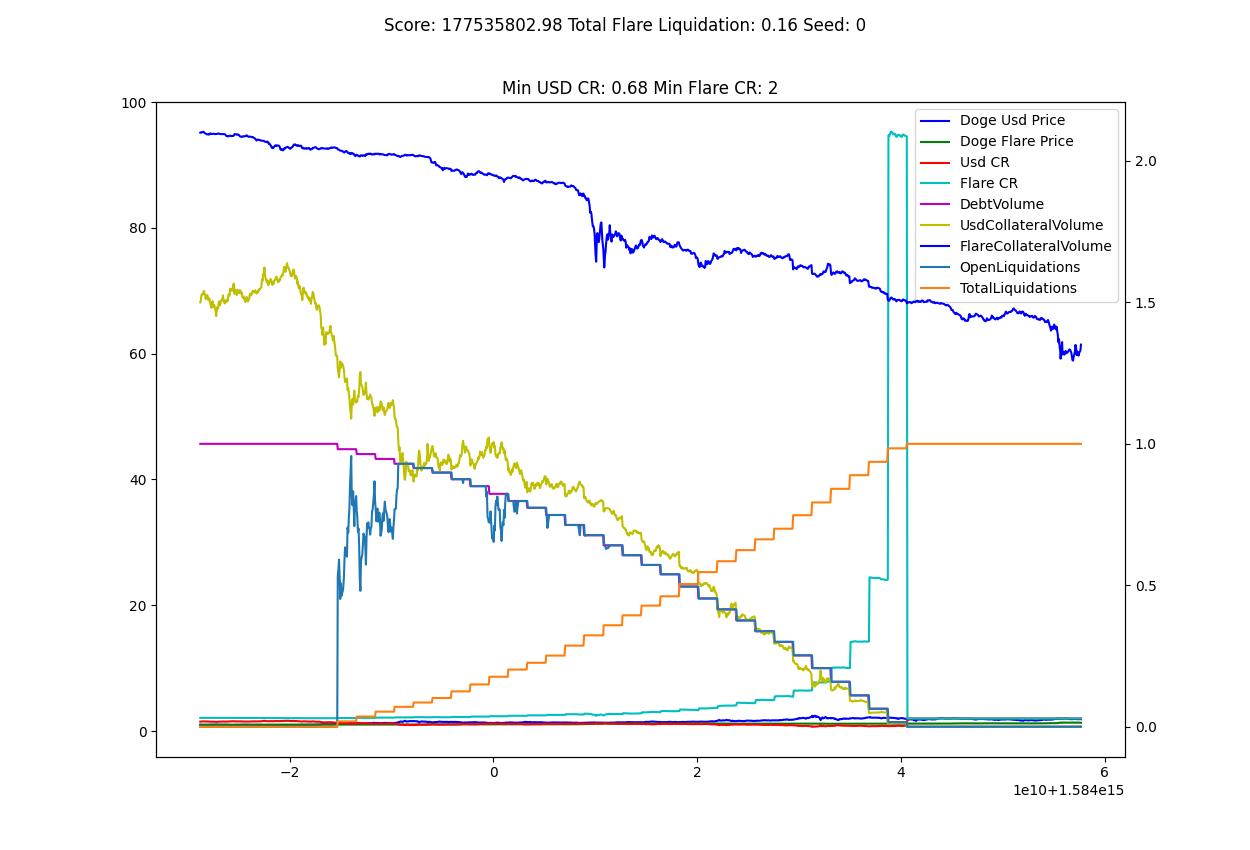 Score: 177535802.98 Total Flare Liquidation: 0.16 Seed: 0
Min USD CR: 0.68 Min Flare CR: 2
100
80
60
40
20
0
Doge Usd Price
Doge Flare Price
Usd CR
Flare CR
DebtVolume
UsdCollateralVolume
FlareCollateralVolume
OpenLiquidations
TotalLiquidations
2.0
1.5
1.0
0.5
0.0
−2
0
2
4
6
1e10+1.584e15